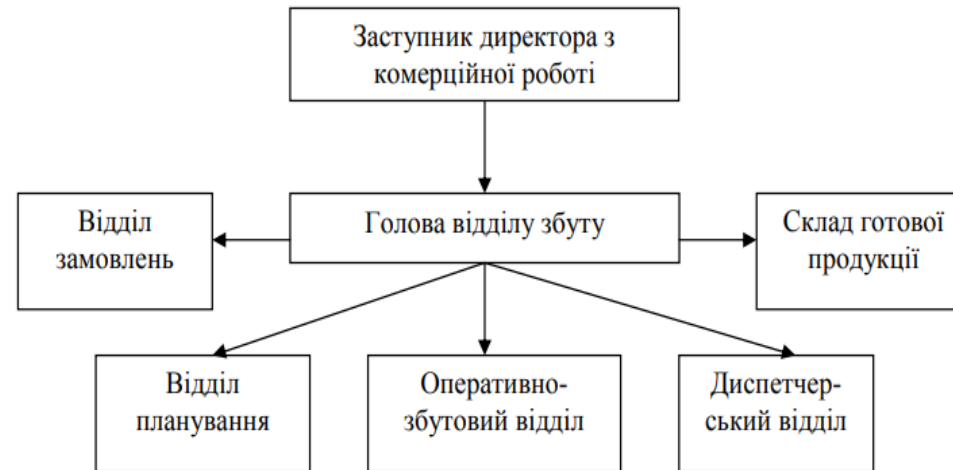 Заступник директора з
комерційної роботі
Відділ
замовлень
Голова відділу збуту
Склад готової
продукції
Відділ
планування
Оперативно-
збутовий відділ
Диспетчер-
ський відділ